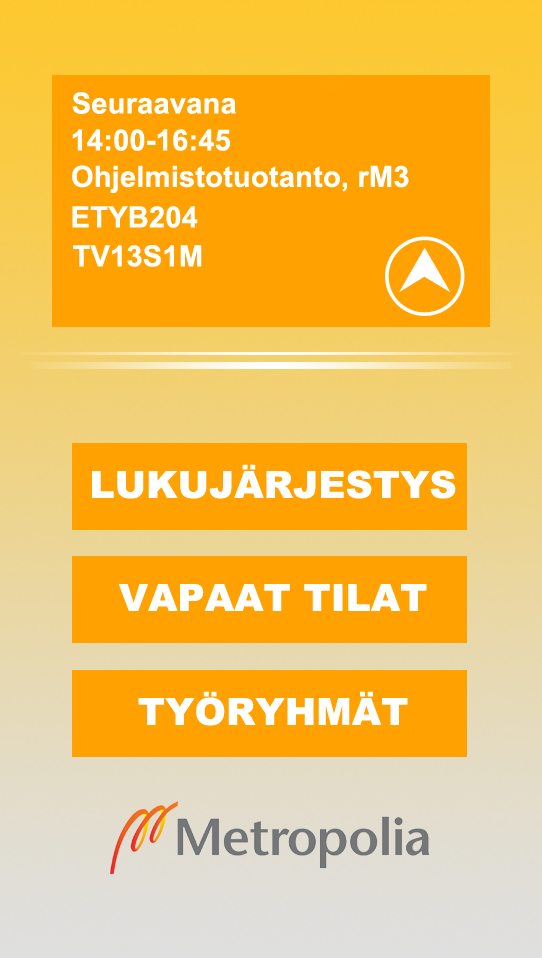 Seuraavana
14:00-16:45
Ohjelmistotuotanto, rM3
ETYB204
TV13S1M
LUKUJÄRJESTYS
VAPAAT TILAT
TYÖRYHMÄT
Metropolia